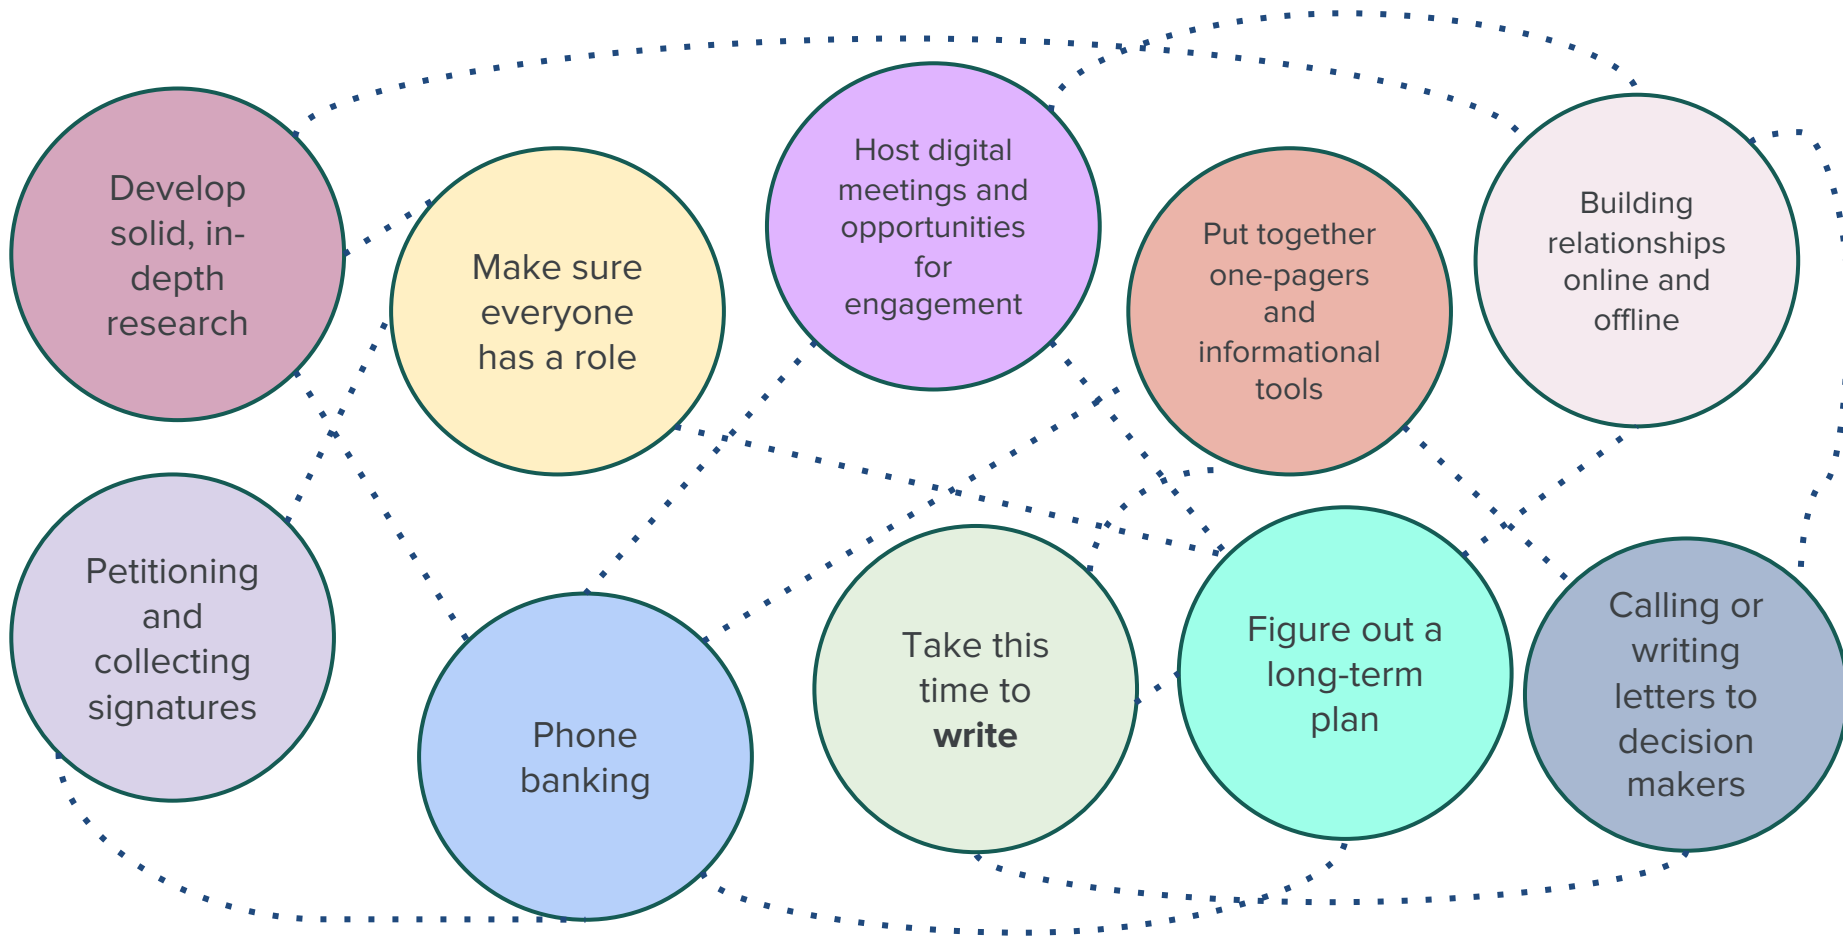 Develop
solid, in-
depth
research
Make sure
everyone
has a role
Host digital
meetings and
opportunities
for
engagement
Put together
one-pagers
and
informational
tools
Building
relationships
online and
offline
Petitioning
and
collecting
signatures
Phone
banking
Take this
time to
write
Figure out a
long-term
plan
Calling or
writing
letters to
decision
makers